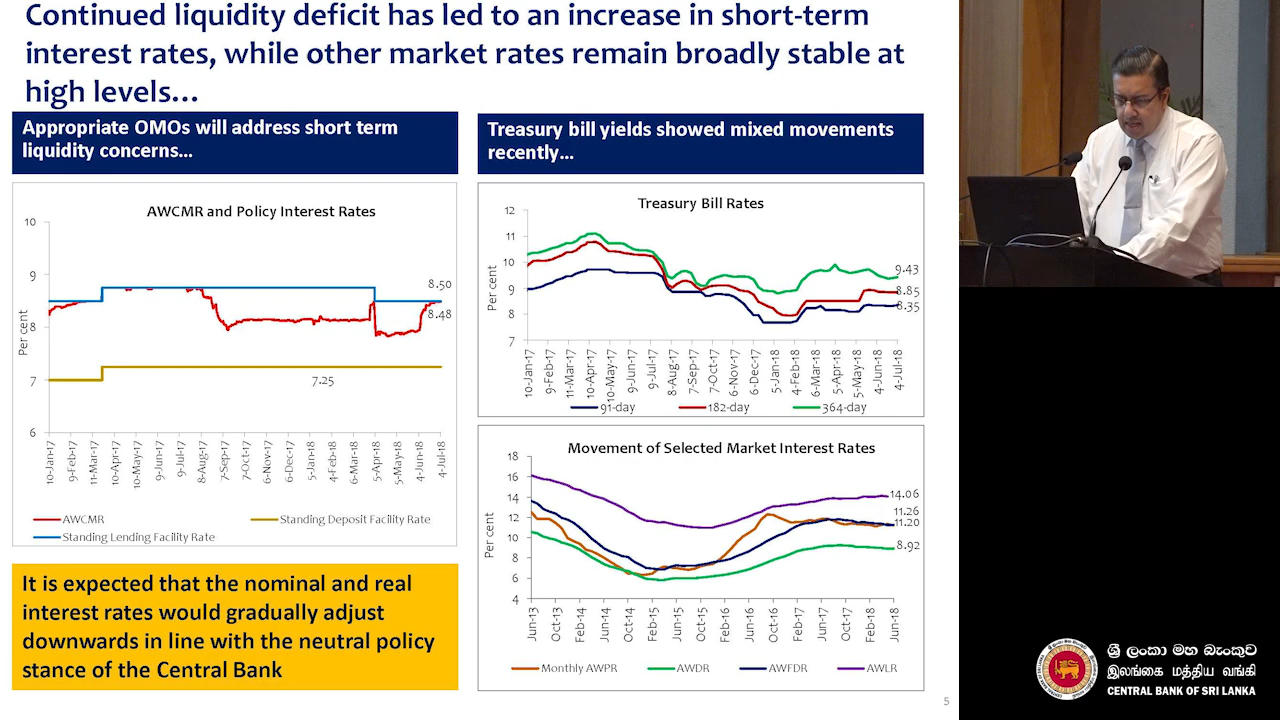 Continued liquidity deficit has led to an increase in short-term
interest rates, while other market rates remain broadly stable at
high levels...
Appropriate OMOs will address short term
liquidity concerns...
AWCMR and Policy Interest Rates
Per cent
10
9
8
7
6
8.50
8.48
7.25
10-Jan-17
9-Feb-17
11-Mar-17
10-Apr-17
10-May-17
9-Jun-17
9-Jul-17
8-Aug-17
7-Sep-17
7-Oct-17
6-Nov-17
6-Dec-17
5-Jan-18
4-Feb-18
6-Mar-18
5-Apr-18
5-May-18
4-Jun-18
4-Jul-18
AWCMR
Standing Deposit Facility Rate
Standing Lending Facility Rate
It is expected that the nominal and real
interest rates would gradually adjust
downwards in line with the neutral policy
stance of the Central Bank
Treasury bill yields showed mixed movements
recently...
Treasury Bill Rates
Per cent
12
11
10
9
8
7
9.43
8.85
8.35
10-Jan-17
9-Feb-17
11-Mar-17
10-Apr-17
10-May-17
9-Jun-17
9-Jul-17
8-Aug-17
7-Sep-17
7-Oct-17
6-Nov-17
6-Dec-17
5-Jan-18
4-Feb-18
6-Mar-18
5-Apr-18
5-May-18
4-Jun-18
4-Jul-18
91-day
182-day
364-day
Movement of Selected Market Interest Rates
Per cent
18
16
14
12
10
8
6
4
14.06
11.26
11.20
8.92
Jun-13
Oct-13
Feb-14
Jun-14
Oct-14
Feb-15
Jun-15
Oct-15
Feb-16
Jun-16
Oct-16
Feb-17
Jun-17
Oct-17
Feb-18
Jun-18
Monthly AWPR
AWDR
AWFDR
AWLR
5
ශ්‍රී ලංකා මහ බැංකුව
இலங்கை மத்திய வங்கி
CENTRAL BANK OF SRI LANKA